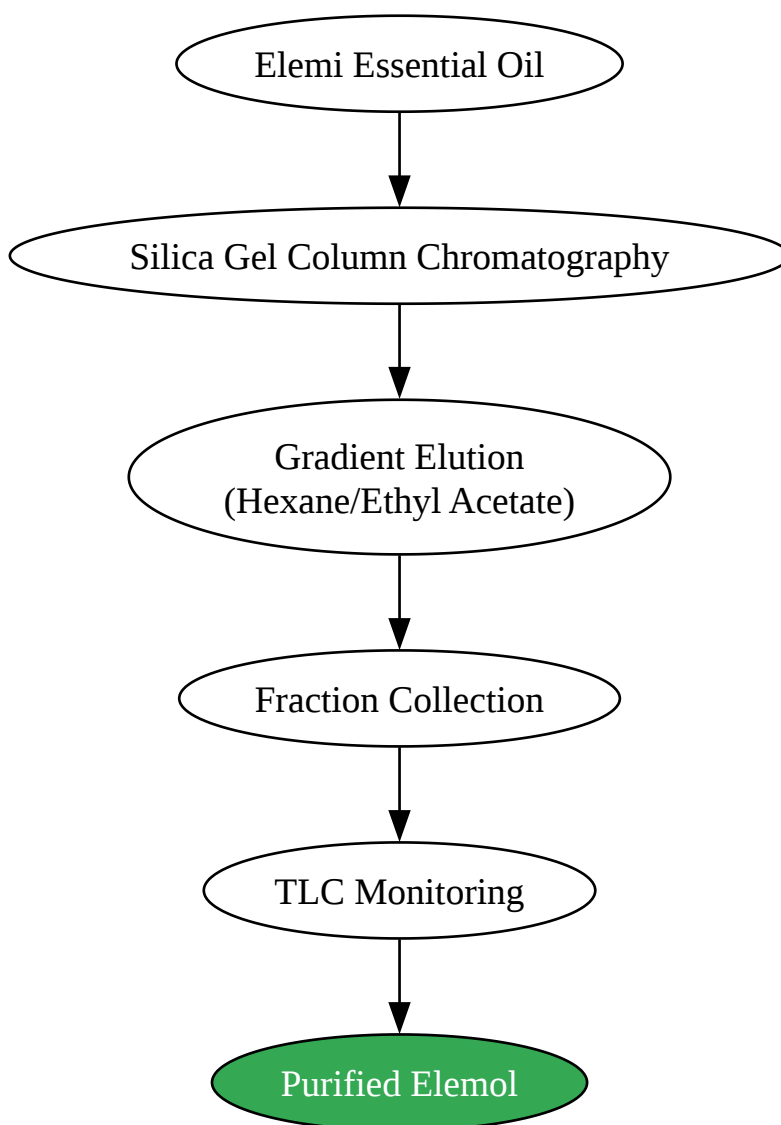 Elemi Essential Oil
Silica Gel Column Chromatography
Gradient Elution
(Hexane/Ethyl Acetate)
Fraction Collection
TLC Monitoring
Purified Elemol